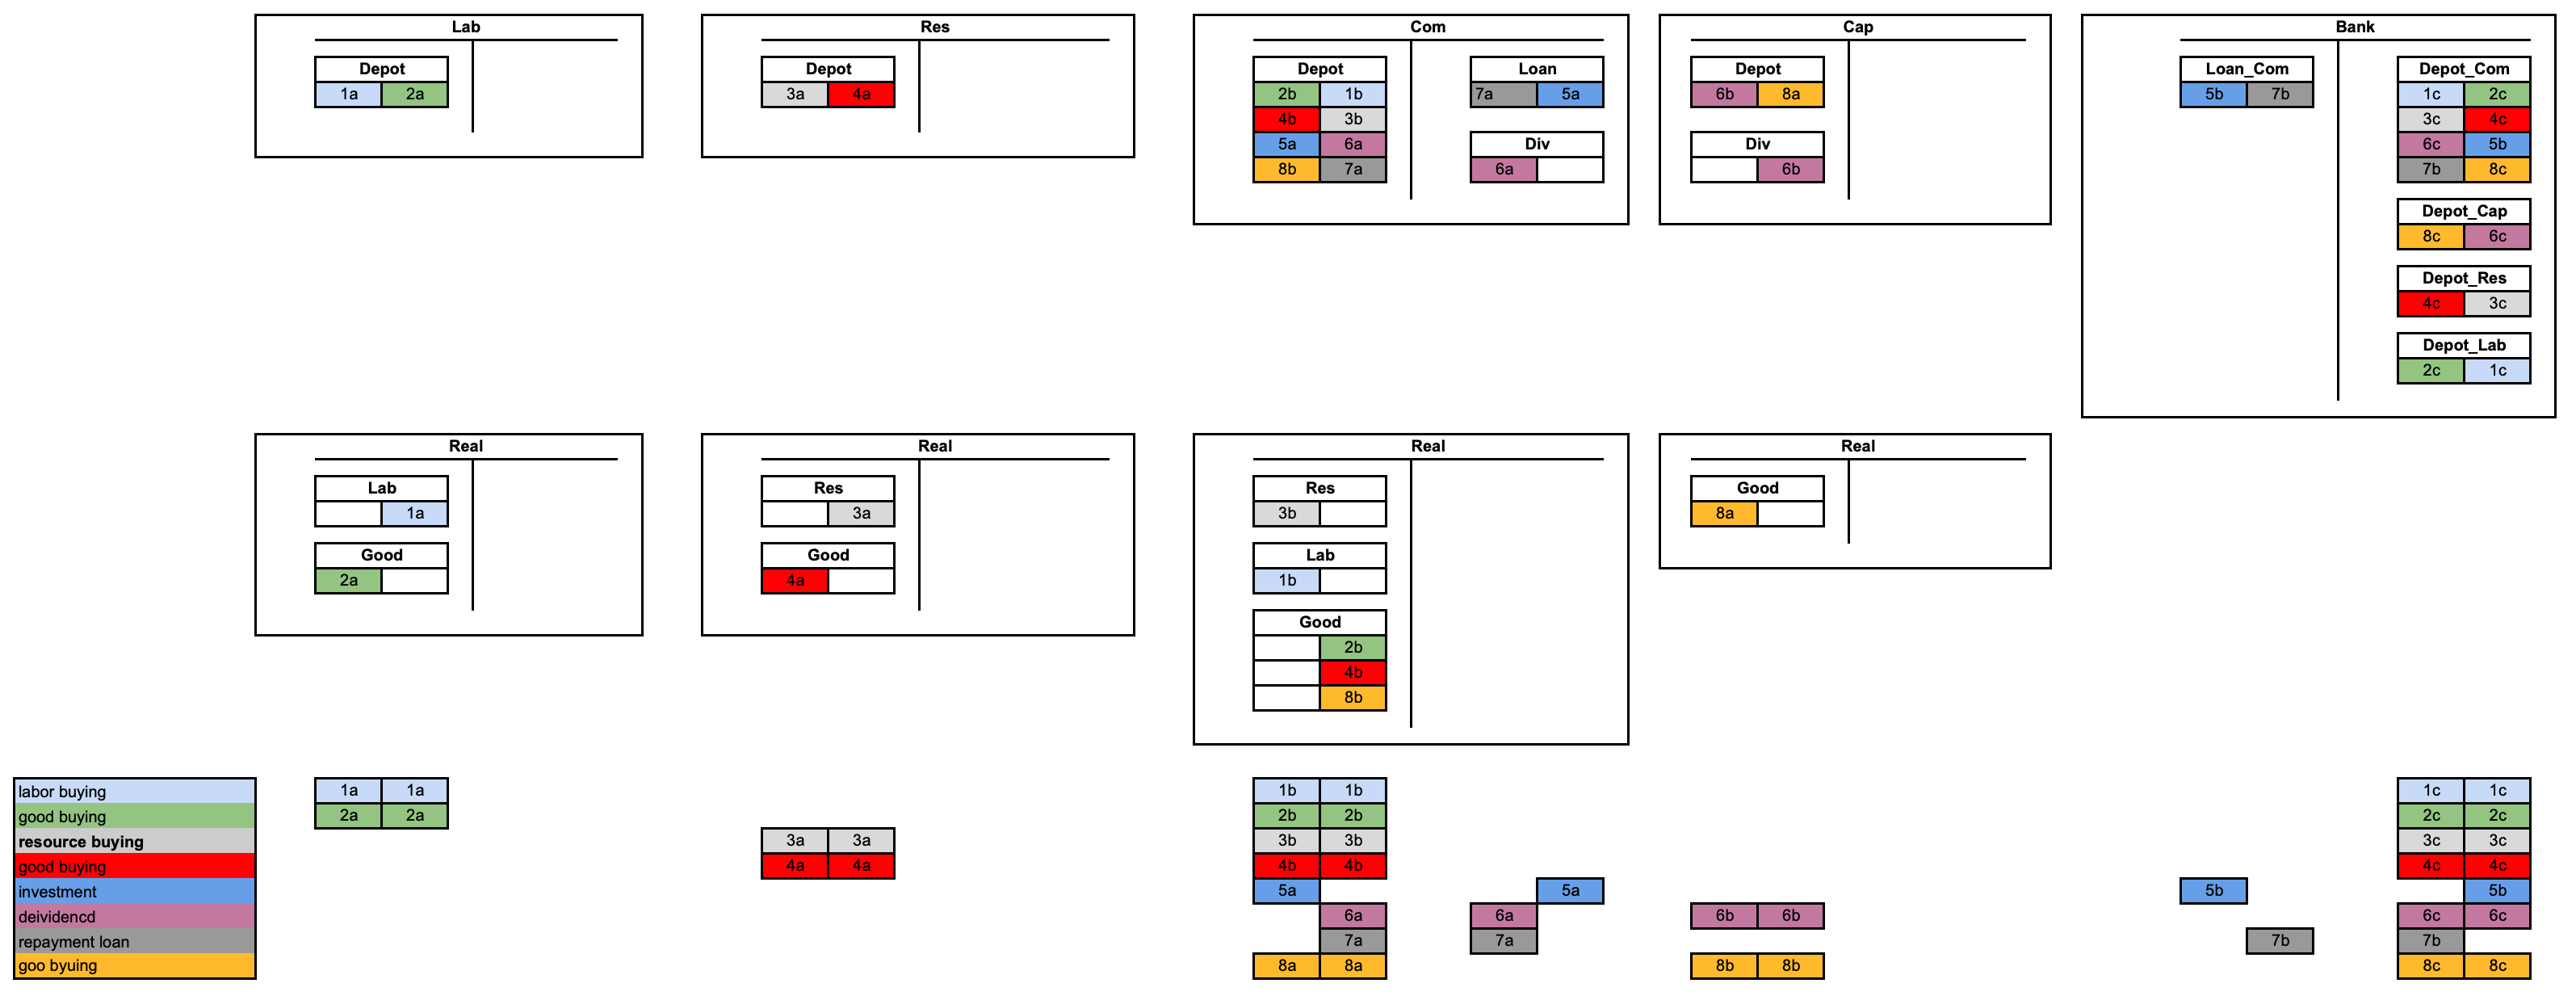 Lab
Depot
1a 2a
Res
Depot
3a 4a
Com
Depot
2b 1b
4b 3b
5a 6a
8b 7a
Loan
7a 5a
Div
6a
Cap
Depot
6b 8a
Div
6b
Bank
Loan_Com
5b 7b
Depot_Com
1c 2c
3c 4c
6c 5b
7b 8c
Depot_Cap
8c 6c
Depot_Res
4c 3c
Depot_Lab
2c 1c
Real
Lab
1a
Good
2a
Real
Res
3a
Good
4a
Real
Res
3b
Lab
1b
Good
2b
4b
8b
Real
Good
8a
labor buying 1a 1a 1b 1b 1c 1c
good buying 2a 2a 2b 2b 2c 2c
resource buying 3a 3a 3b 3b 3c 3c
good buying 4a 4a 4b 4b 4c 4c
investment 5a 5a 5b 5b
deividencd 6a 6a 6b 6b 6c 6c
repayment loan 7a 7a 7b 7b
goo byuing 8a 8a 8b 8b 8c 8c